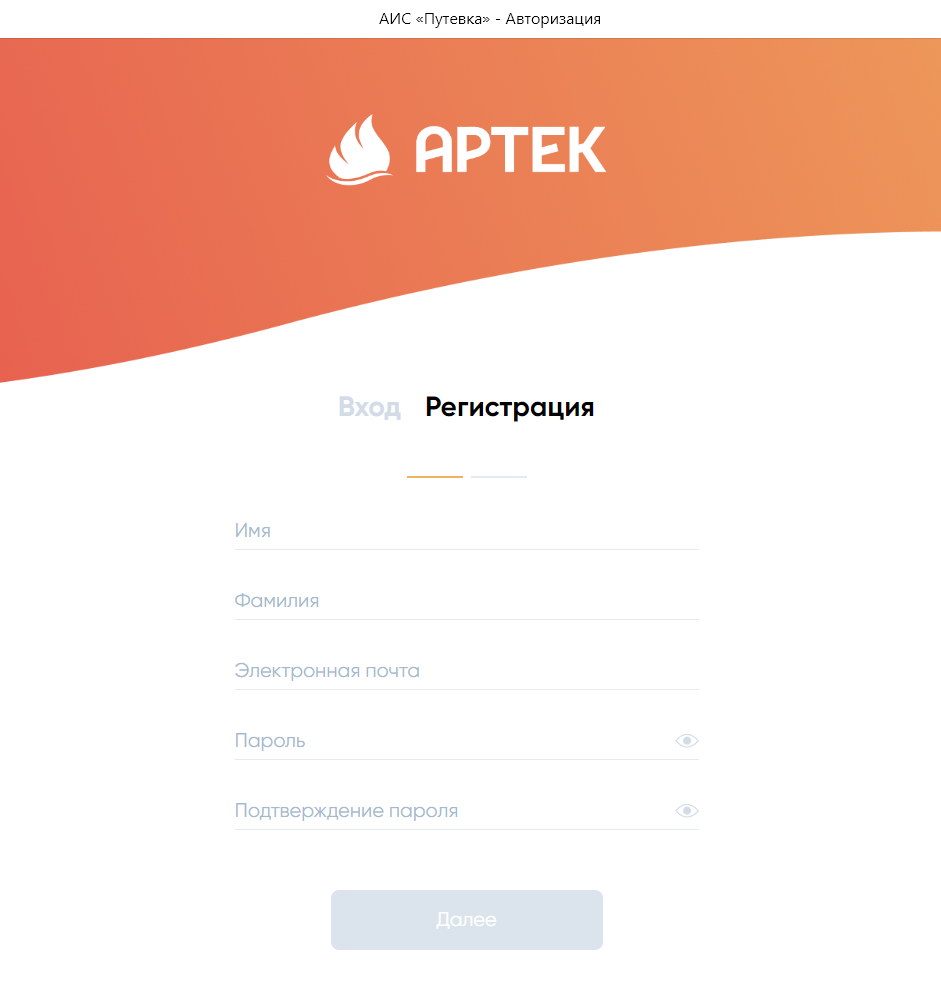 АИС «Путевка» - Авторизация
АРТЕК
Вход Регистрация
Имя
Фамилия
Электронная почта
Пароль
Подтверждение пароля
Далее